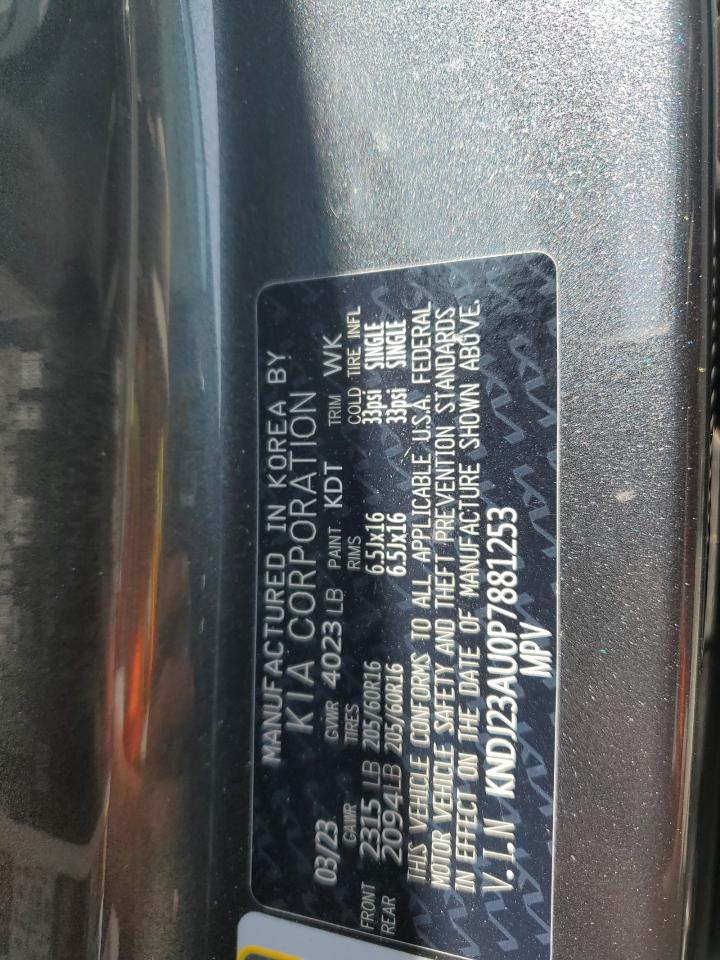 MANUFACTURED IN KOREA BY
KIA CORPORATION
03/23 GVWR 4023 LB PAINT KDT TRIM WK
GAWR TIRES RIMS COLD TIRE INFL
FRONT 2315 LB 205/60R16 6.5Jx16 33psi SINGLE
REAR 2094 LB 205/60R16 6.5Jx16 33psi SINGLE
THIS VEHICLE CONFORMS TO ALL APPLICABLE U.S.A. FEDERAL
MOTOR VEHICLE SAFETY AND THEFT PREVENTION STANDARDS
IN EFFECT ON THE DATE OF MANUFACTURE SHOWN ABOVE.
V.I.N KNDJ23AU0P7881253
MPV